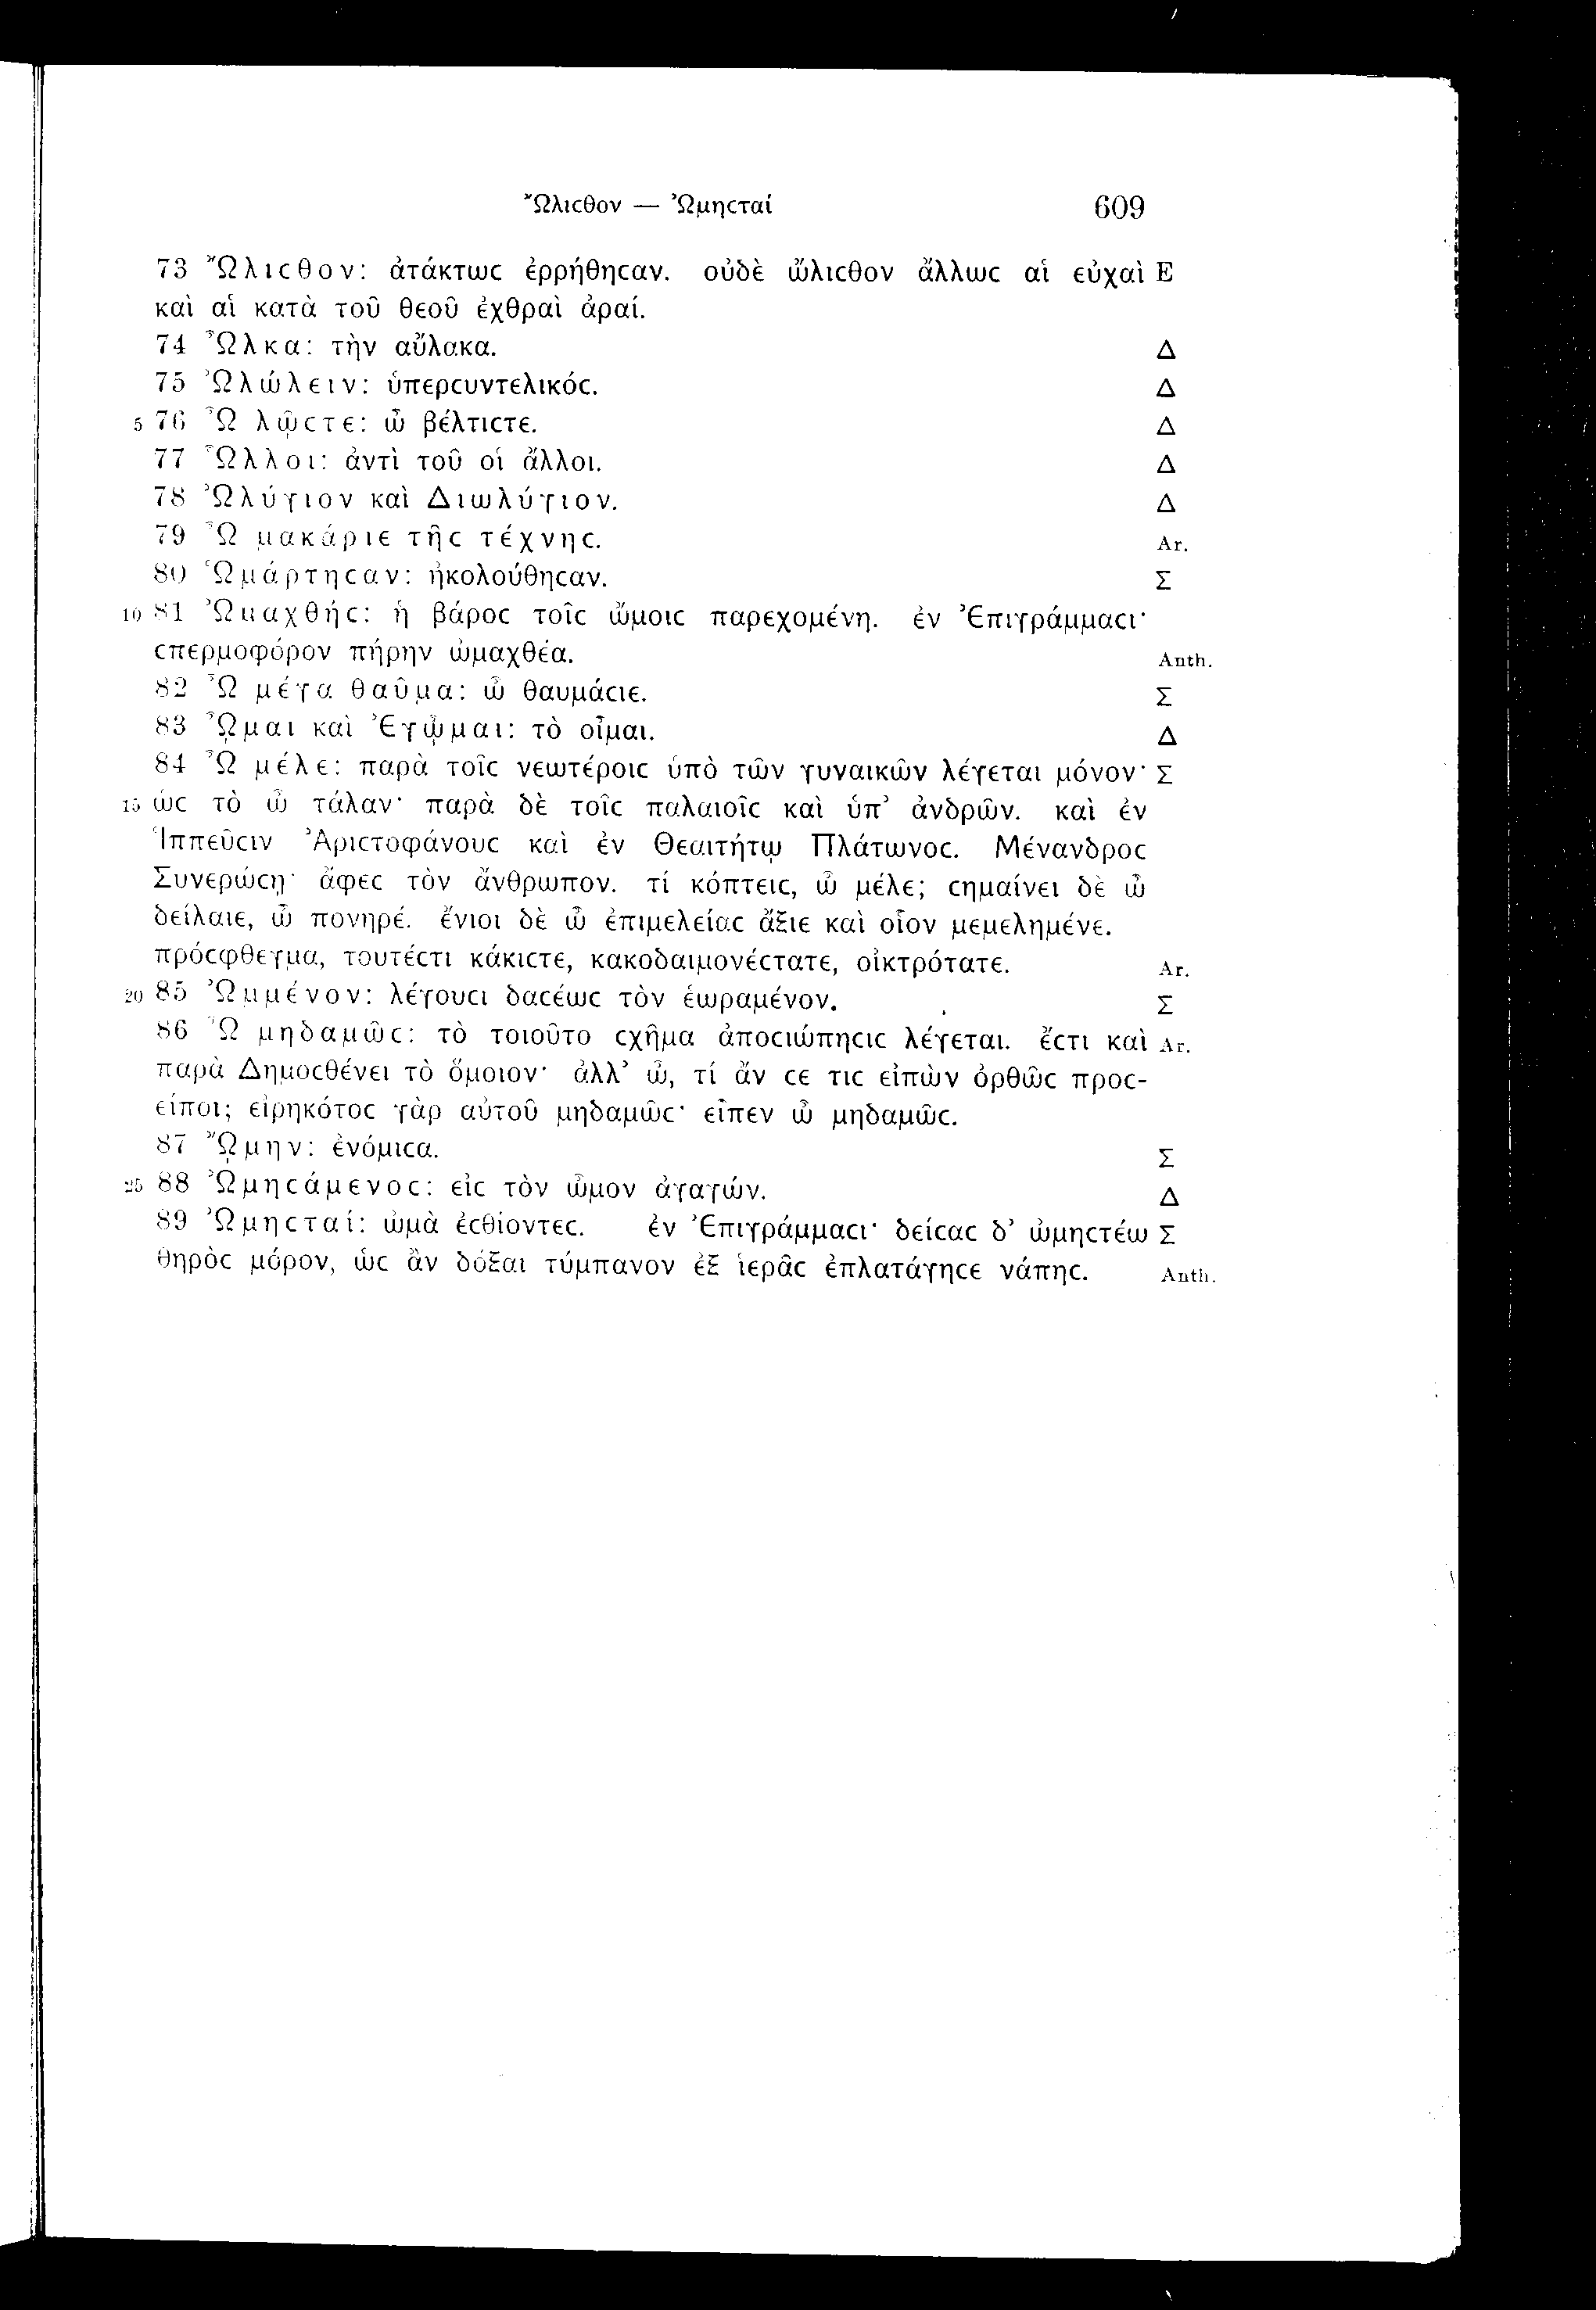 Ὤλιϲθον — Ὠμηϲταί 609
73 Ὤλιϲθον: ἀτάκτωϲ ἐρρήθηϲαν. οὐδὲ ὤλιϲθον ἄλλωϲ αἱ εὐχαὶ Ε
καὶ αἱ κατὰ τοῦ θεοῦ ἐχθραὶ ἀραί.
74 Ὦλκα: τὴν αὔλακα. Δ
75 Ὠλώλειν: ὑπερϲυντελικόϲ. Δ
5 76 Ὦ λῷϲτε: ὦ βέλτιϲτε. Δ
77 Ὦλλοι: ἀντὶ τοῦ οἱ ἄλλοι. Δ
78 Ὠλύγιον καὶ Διωλύγιον. Δ
79 Ὦ μακάριε τῆϲ τέχνηϲ. Ar.
80 Ὡμάρτηϲαν: ἠκολούθηϲαν. Σ
10 81 Ὠμαχθήϲ: ἡ βάροϲ τοῖϲ ὤμοιϲ παρεχομένη. ἐν Ἐπιγράμμαϲι·
ϲπερμοφόρον πήρην ὠμαχθέα. Anth.
82 Ὦ μέγα θαῦμα: ὦ θαυμάϲιε. Σ
83 ᾮμαι καὶ Ἐγᾦμαι: τὸ οἶμαι. Δ
84 Ὦ μέλε: παρὰ τοῖϲ νεωτέροιϲ ὑπὸ τῶν γυναικῶν λέγεται μόνον· Σ
15 ὡϲ τὸ ὦ τάλαν· παρὰ δὲ τοῖϲ παλαιοῖϲ καὶ ὑπ’ ἀνδρῶν. καὶ ἐν
Ἱππεῦϲιν Ἀριϲτοφάνουϲ καὶ ἐν Θεαιτήτῳ Πλάτωνοϲ. Μένανδροϲ
Συνερώϲῃ· ἄφεϲ τὸν ἄνθρωπον. τί κόπτειϲ, ὦ μέλε; ϲημαίνει δὲ ὦ
δείλαιε, ὦ πονηρέ. ἔνιοι δὲ ὦ ἐπιμελείαϲ ἄξιε καὶ οἷον μεμελημένε.
πρόϲφθεγμα, τουτέϲτι κάκιϲτε, κακοδαιμονέϲτατε, οἰκτρότατε. Ar.
20 85 Ὠμμένον: λέγουϲι δαϲέωϲ τὸν ἑωραμένον. Σ
86 Ὦ μηδαμῶϲ: τὸ τοιοῦτο ϲχῆμα ἀποϲιώπηϲιϲ λέγεται. ἔϲτι καὶ Ar.
παρὰ Δημοϲθένει τὸ ὅμοιον· ἀλλ’ ὦ, τί ἄν ϲε τιϲ εἰπὼν ὀρθῶϲ προϲ-
είποι; εἰρηκότοϲ γὰρ αὐτοῦ μηδαμῶϲ· εἶπεν ὦ μηδαμῶϲ.
87 ᾬμην: ἐνόμιϲα. Σ
25 88 Ὠμηϲάμενοϲ: εἰϲ τὸν ὦμον ἀγαγών. Δ
89 Ὠμηϲταί: ὠμὰ ἐϲθίοντεϲ. ἐν Ἐπιγράμμαϲι· δείϲαϲ δ’ ὠμηϲτέω Σ
θηρὸϲ μόρον, ὡϲ ἂν δόξαι τύμπανον ἐξ ἱερᾶϲ ἐπλατάγηϲε νάπηϲ. Anth.